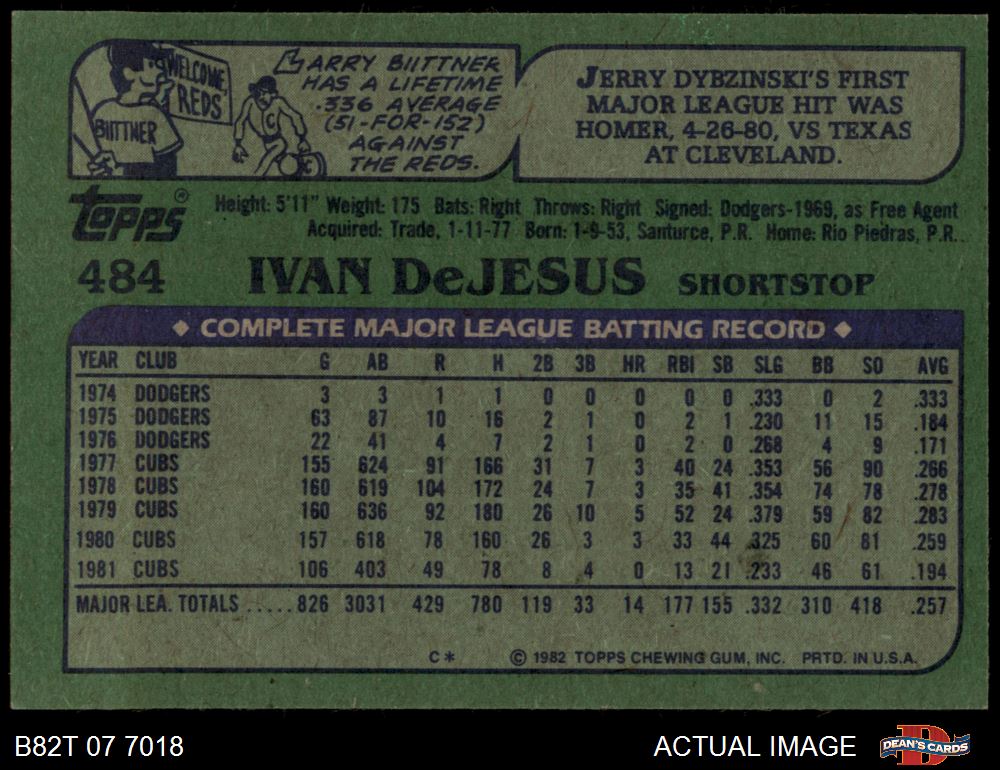 WELCOME, REDS
BIITTNER
LARRY BIITTNER
HAS A LIFETIME
.336 AVERAGE
(51-FOR-152)
AGAINST
THE REDS.
C
JERRY DYBZINSKI'S FIRST
MAJOR LEAGUE HIT WAS
HOMER, 4-26-80, VS TEXAS
AT CLEVELAND.
TOPPS®
Height: 5'11" Weight: 175 Bats: Right Throws: Right Signed: Dodgers-1969, as Free Agent
Acquired: Trade, 1-11-77 Born: 1-9-53, Santurce, P.R. Home: Rio Piedras, P.R.
484 IVAN DeJESUS SHORTSTOP
◆ COMPLETE MAJOR LEAGUE BATTING RECORD ◆
YEAR CLUB G AB R H 2B 3B HR RBI SB SLG BB SO AVG
1974 DODGERS 3 3 1 1 0 0 0 0 0 .333 0 2 .333
1975 DODGERS 63 87 10 16 2 1 0 2 1 .230 11 15 .184
1976 DODGERS 22 41 4 7 2 1 0 2 0 .268 4 9 .171
1977 CUBS 155 624 91 166 31 7 3 40 24 .353 56 90 .266
1978 CUBS 160 619 104 172 24 7 3 35 41 .354 74 78 .278
1979 CUBS 160 636 92 180 26 10 5 52 24 .379 59 82 .283
1980 CUBS 157 618 78 160 26 3 3 33 44 .325 60 81 .259
1981 CUBS 106 403 49 78 8 4 0 13 21 .233 46 61 .194
MAJOR LEA. TOTALS ..... 826 3031 429 780 119 33 14 177 155 .332 310 418 .257
C* © 1982 TOPPS CHEWING GUM, INC. PRTD. IN U.S.A.
B82T 07 7018 ACTUAL IMAGE DEAN'S CARDS